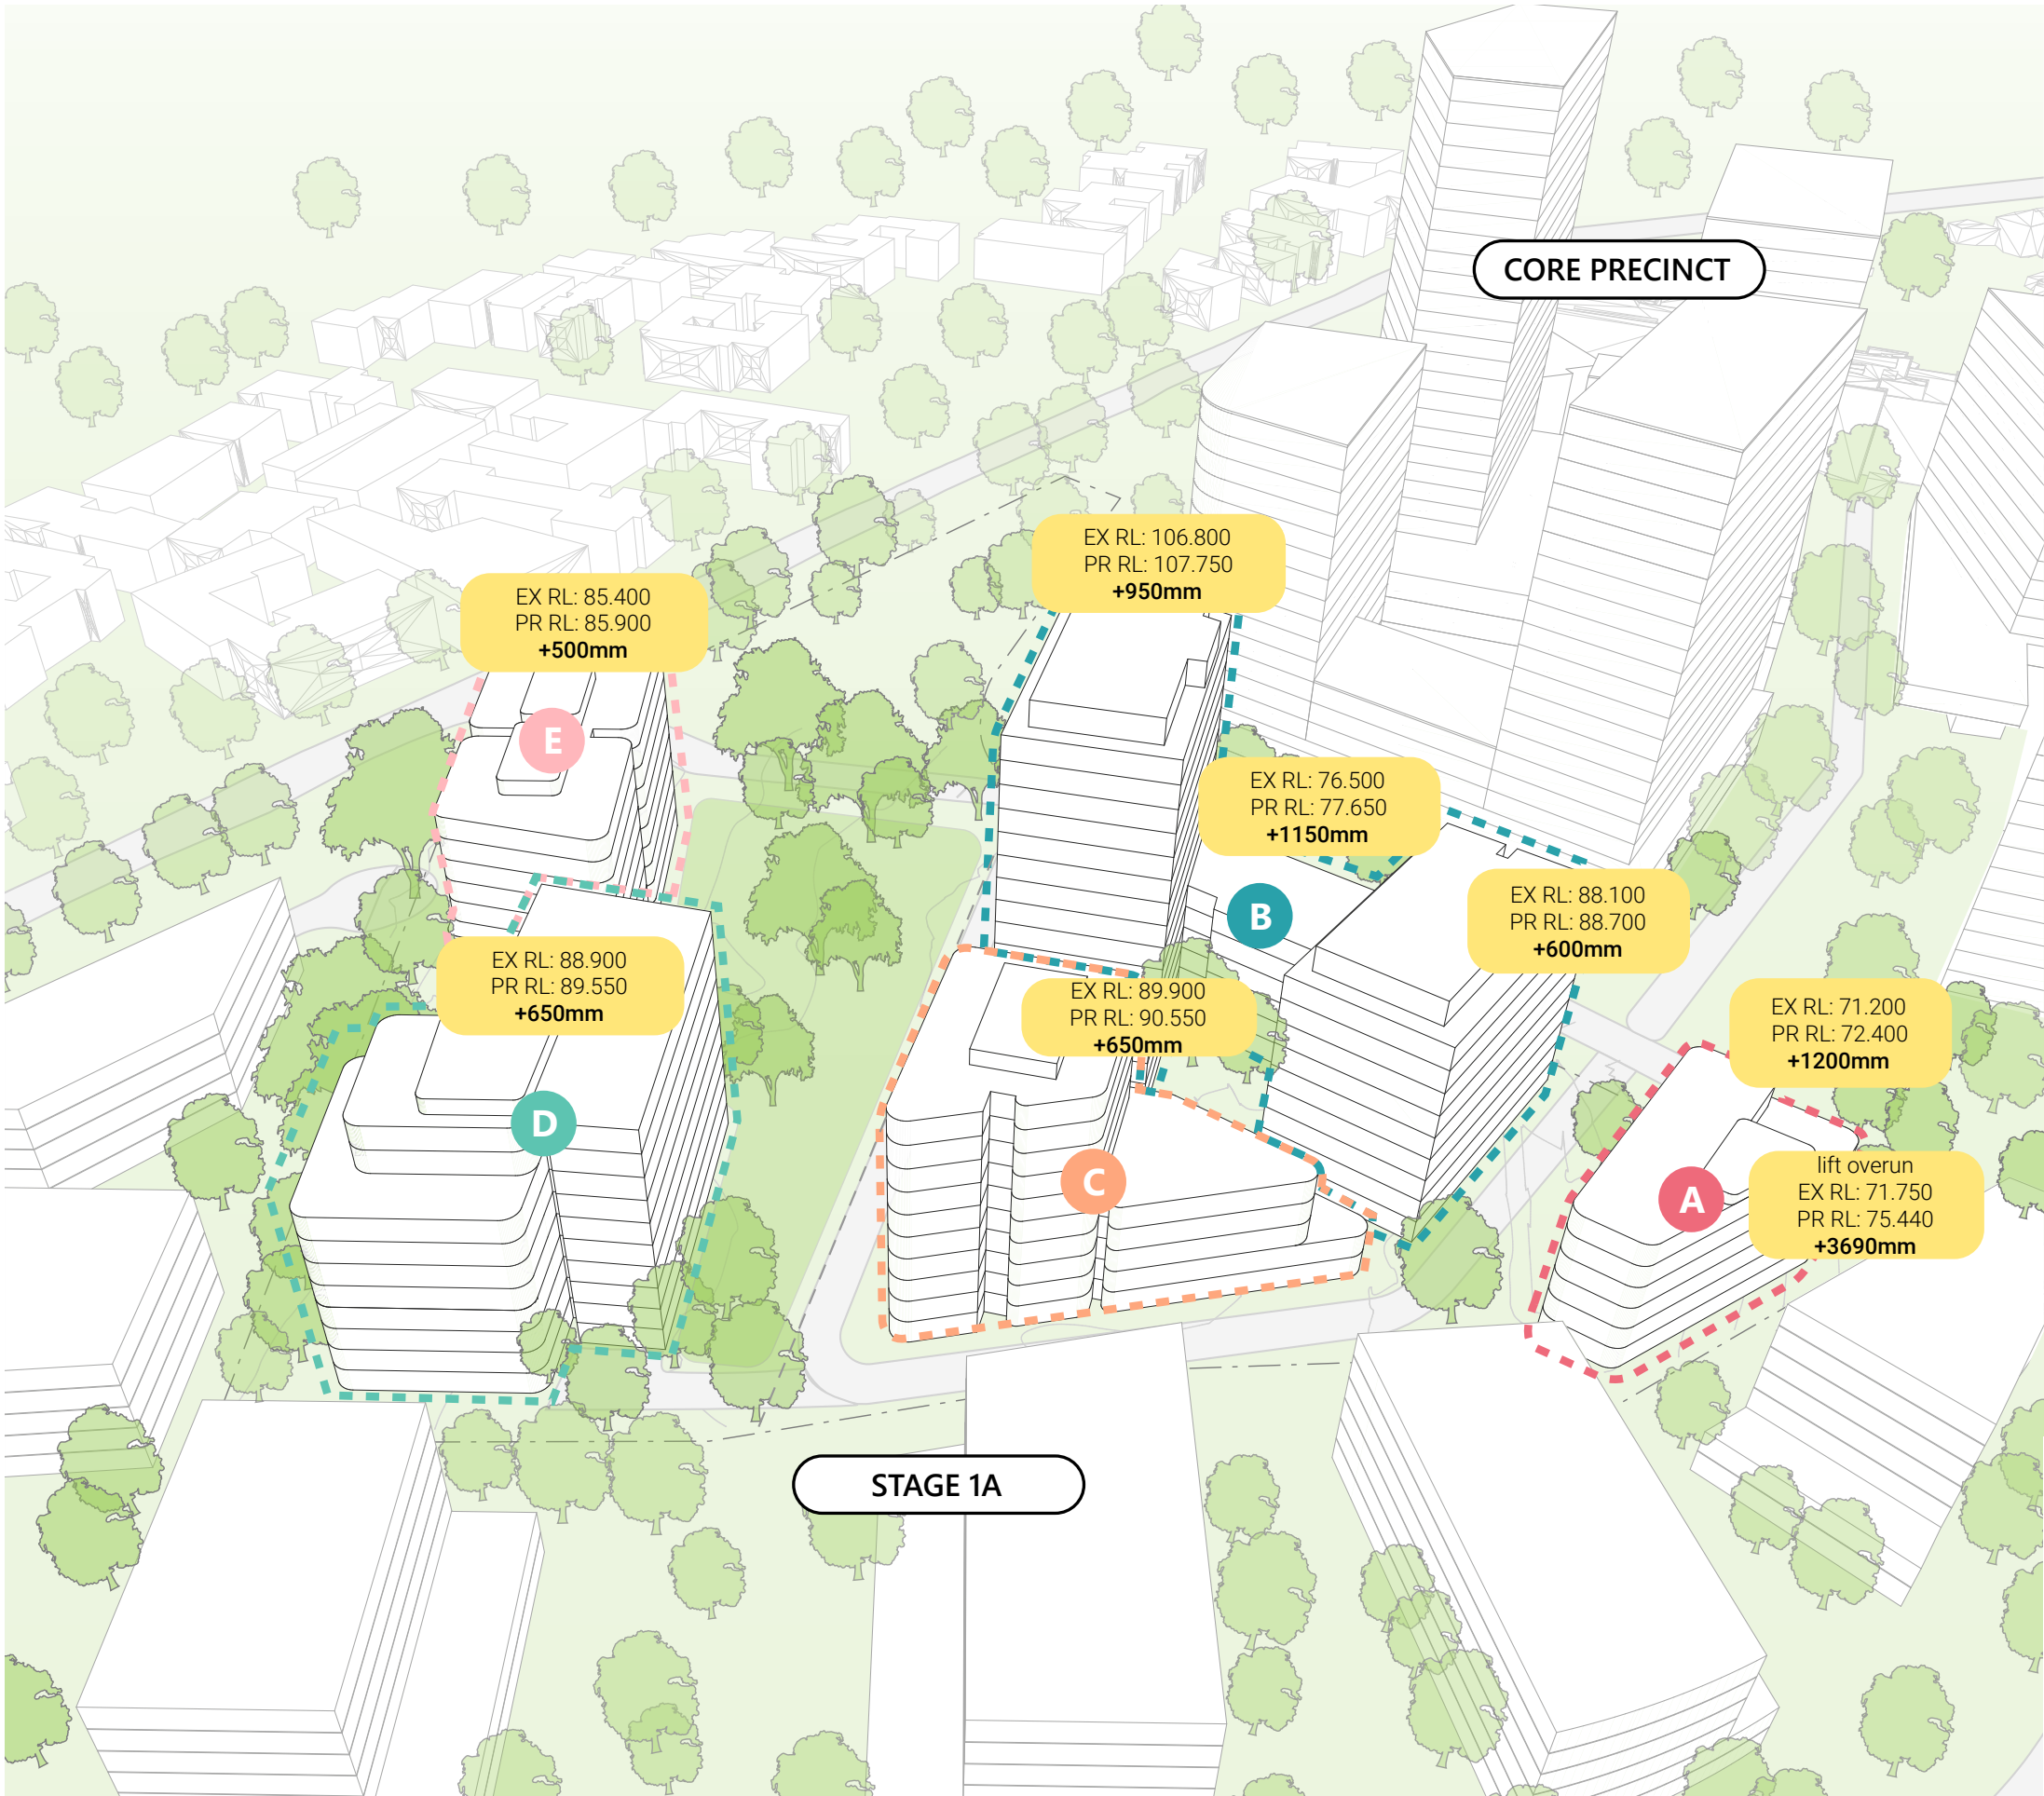 CORE PRECINCT
EX RL: 106.800
PR RL: 107.750
+950mm
EX RL: 85.400
PR RL: 85.900
+500mm
E
EX RL: 76.500
PR RL: 77.650
+1150mm
B
EX RL: 88.100
PR RL: 88.700
+600mm
EX RL: 88.900
PR RL: 89.550
+650mm
EX RL: 89.900
PR RL: 90.550
+650mm
EX RL: 71.200
PR RL: 72.400
+1200mm
D
C
A
lift overun
EX RL: 71.750
PR RL: 75.440
+3690mm
STAGE 1A